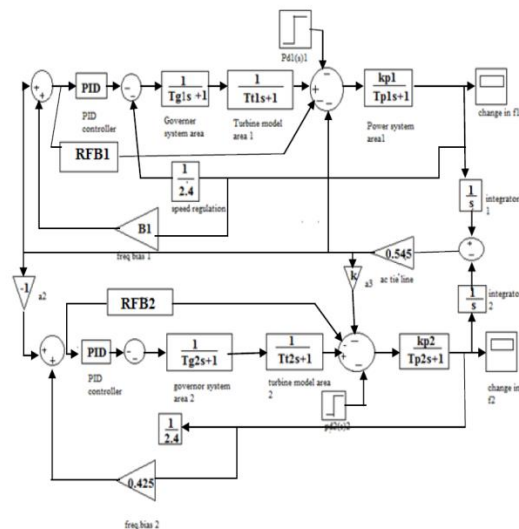 Pd1(s)1
PID
1
Tg1s +1
1
Tt1s+1
kp1
Tp1s+1
PID
controller
Governer
system area
Turbine model
area 1
Power system
area1
change in f1
RFB1
1
2.4
speed regulation
1
s
integrator
1
B1
freq bias 1
0.545
ac tie line
-1
a2
k
a3
1
s
integrator
2
RFB2
PID
1
Tg2s+1
1
Tt2s+1
kp2
Tp2s+1
PID
controller
governor system
area 2
turbine model area
2
pd2(s)2
change in
f2
1
2.4
0.425
freq.bias 2